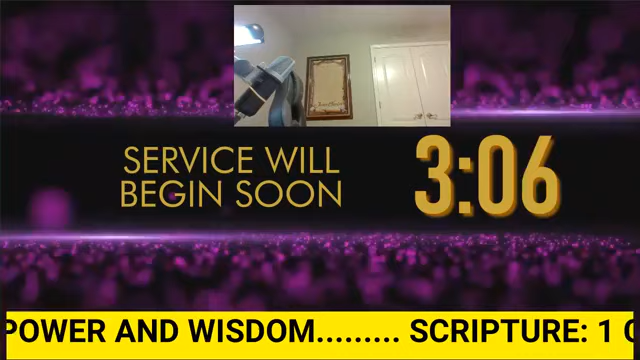 SERVICE WILL
BEGIN SOON
3:06
POWER AND WISDOM......... SCRIPTURE: 1